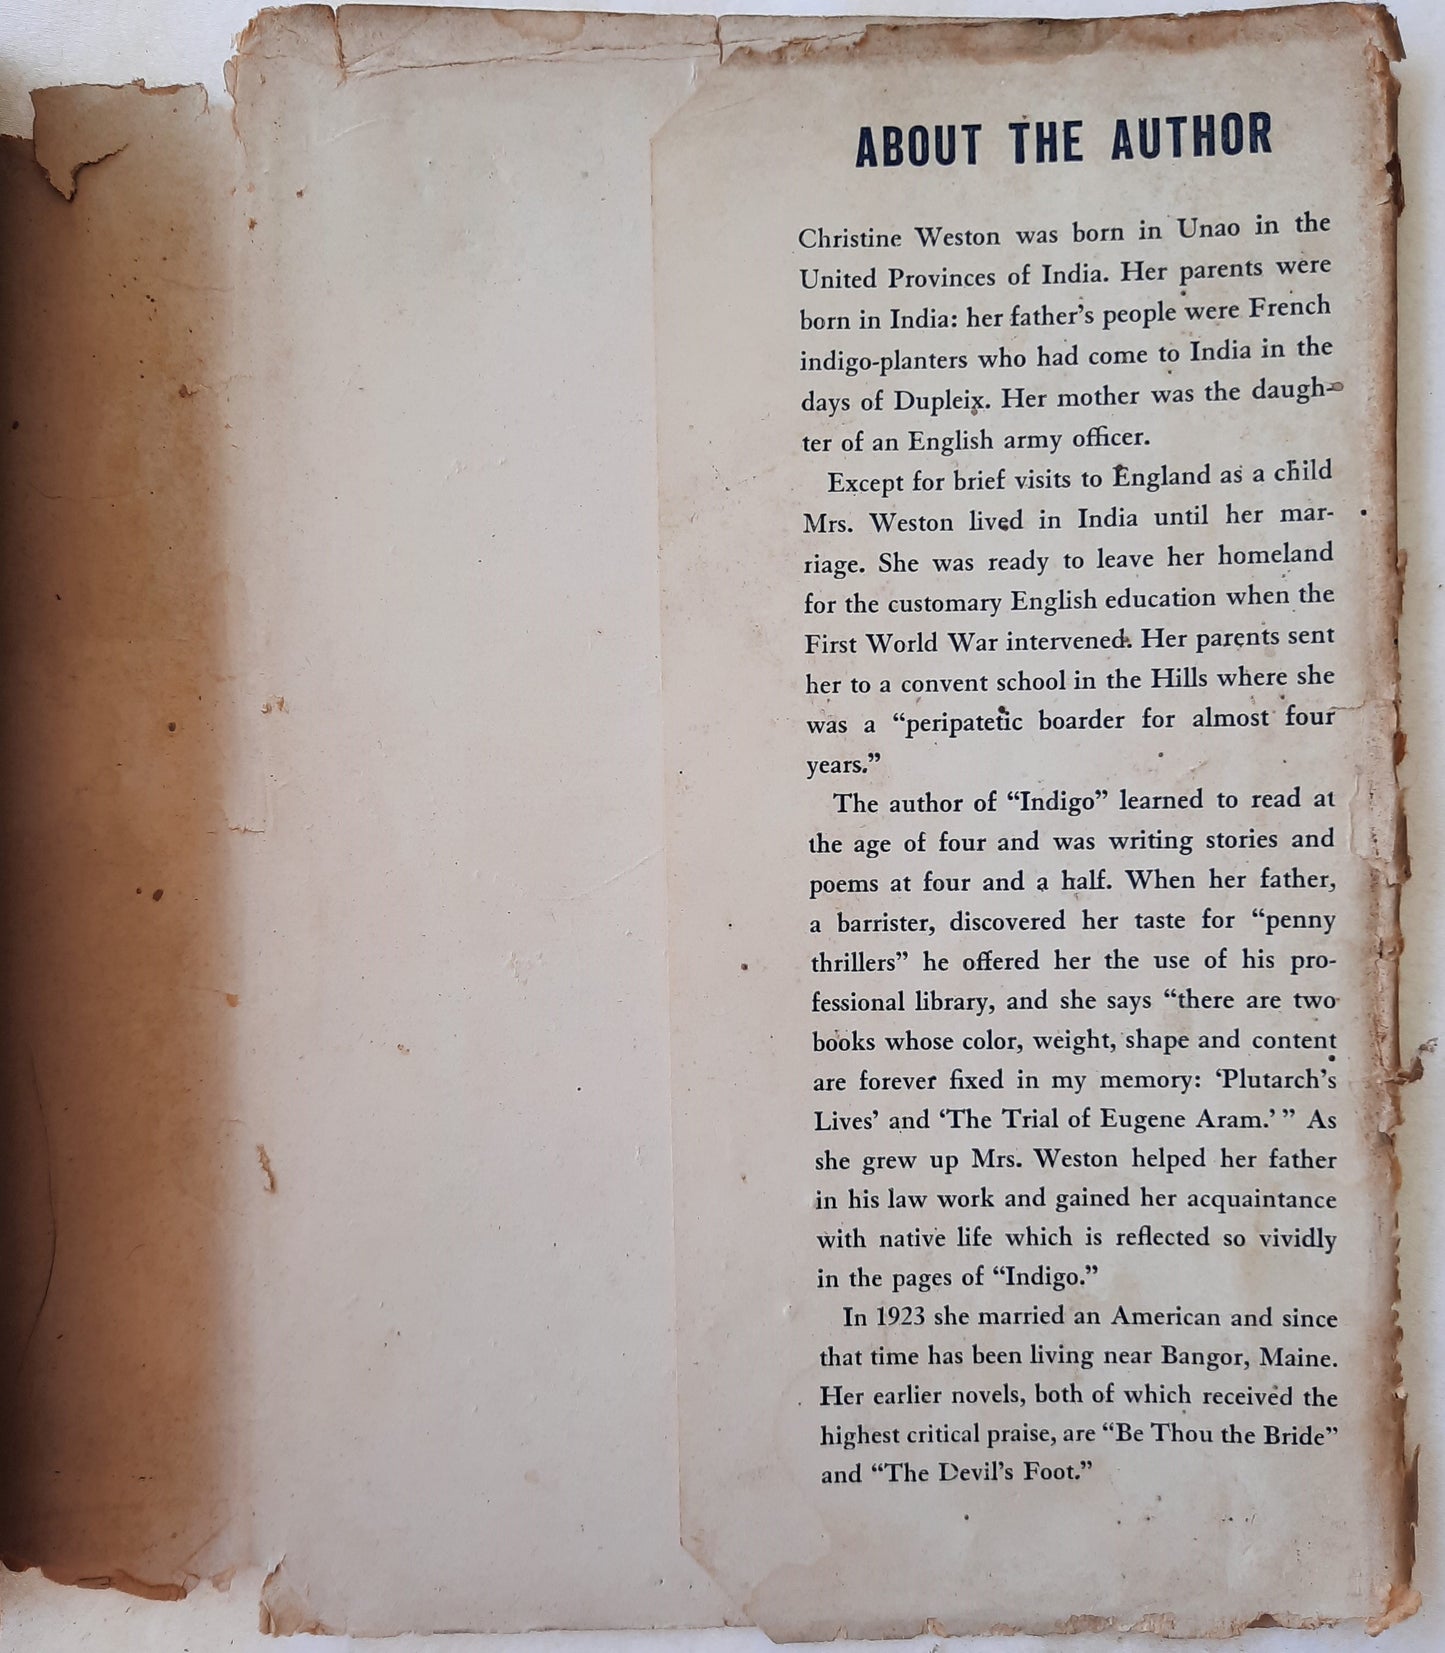 ABOUT THE AUTHOR
Christine Weston was born in Unao in the
United Provinces of India. Her parents were
born in India: her father's people were French
indigo-planters who had come to India in the
days of Dupleix. Her mother was the daugh-
ter of an English army officer.
Except for brief visits to England as a child
Mrs. Weston lived in India until her mar-
riage. She was ready to leave her homeland
for the customary English education when the
First World War intervened. Her parents sent
her to a convent school in the Hills where she
was a “peripatetic boarder for almost four
years.”
The author of “Indigo” learned to read at
the age of four and was writing stories and
poems at four and a half. When her father,
a barrister, discovered her taste for “penny
thrillers” he offered her the use of his pro-
fessional library, and she says “there are two
books whose color, weight, shape and content
are forever fixed in my memory: ‘Plutarch's
Lives’ and ‘The Trial of Eugene Aram.’ ” As
she grew up Mrs. Weston helped her father
in his law work and gained her acquaintance
with native life which is reflected so vividly
in the pages of “Indigo.”
In 1923 she married an American and since
that time has been living near Bangor, Maine.
Her earlier novels, both of which received the
highest critical praise, are “Be Thou the Bride”
and “The Devil's Foot.”